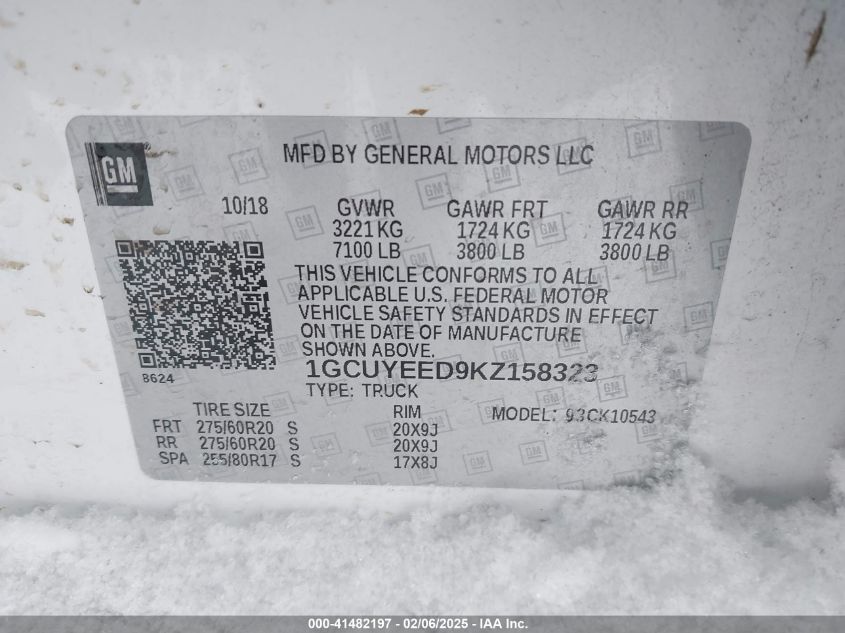 GM
MFD BY GENERAL MOTORS LLC
10/18 GVWR GAWR FRT GAWR RR
3221 KG 1724 KG 1724 KG
7100 LB 3800 LB 3800 LB
THIS VEHICLE CONFORMS TO ALL
APPLICABLE U.S. FEDERAL MOTOR
VEHICLE SAFETY STANDARDS IN EFFECT
ON THE DATE OF MANUFACTURE
SHOWN ABOVE.
8624
1GCUYEED9KZ158323
TYPE: TRUCK
TIRE SIZE RIM MODEL: 93CK10543
FRT 275/60R20 S 20X9J
RR 275/60R20 S 20X9J
SPA 255/80R17 S 17X8J
000-41482197 - 02/06/2025 - IAA Inc.